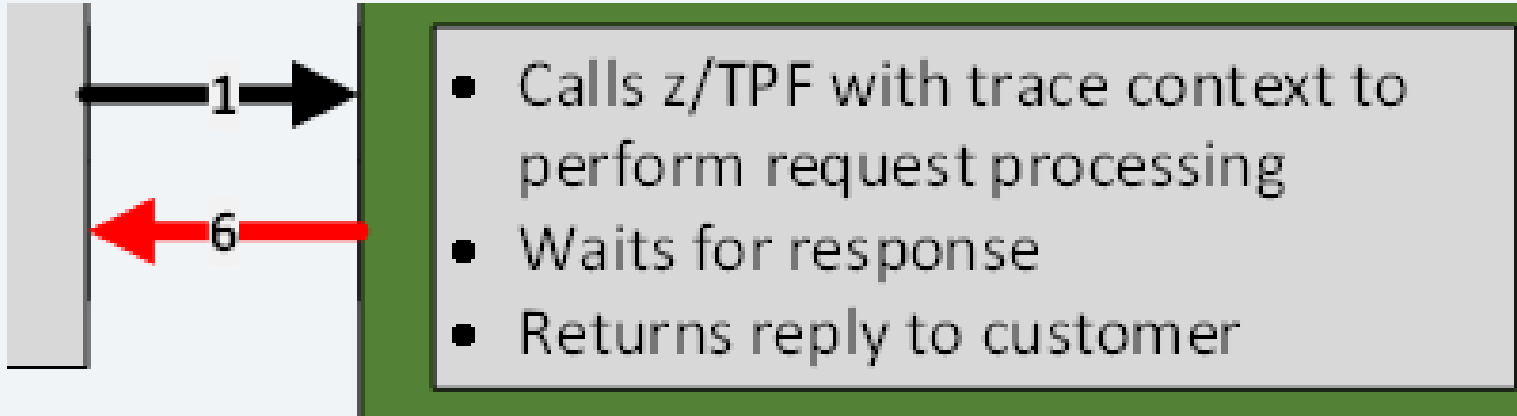 1
6
• Calls z/TPF with trace context to
perform request processing
• Waits for response
• Returns reply to customer